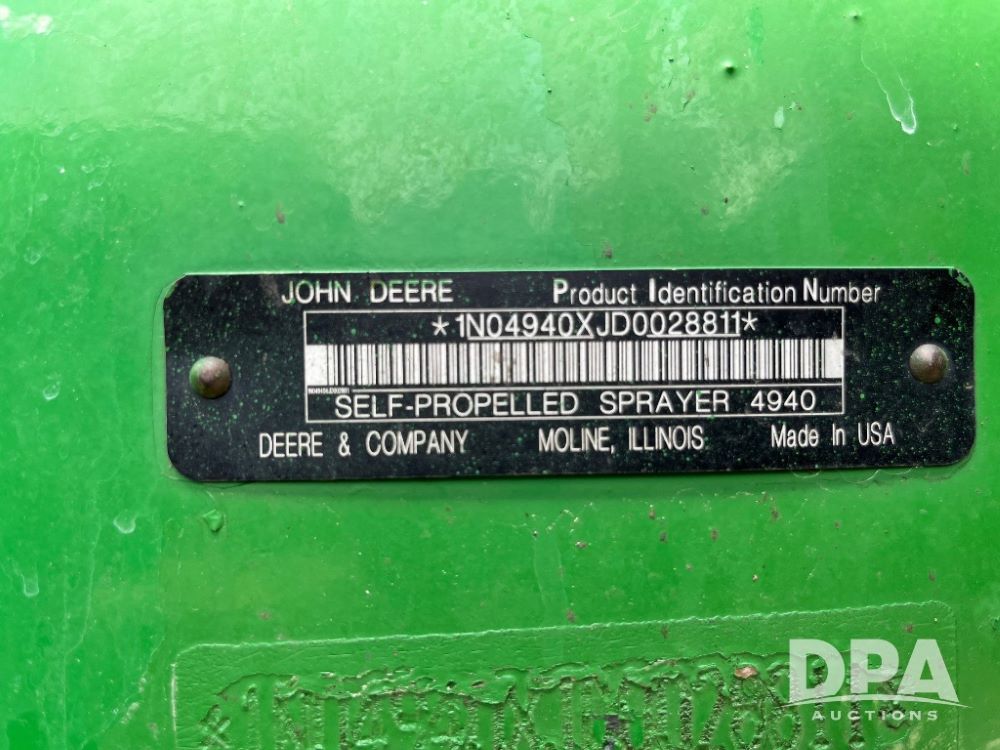 JOHN DEERE Product Identification Number
*1N04940XJD0028811*
SELF-PROPELLED SPRAYER 4940
DEERE & COMPANY MOLINE, ILLINOIS Made In USA
DPA
AUCTIONS